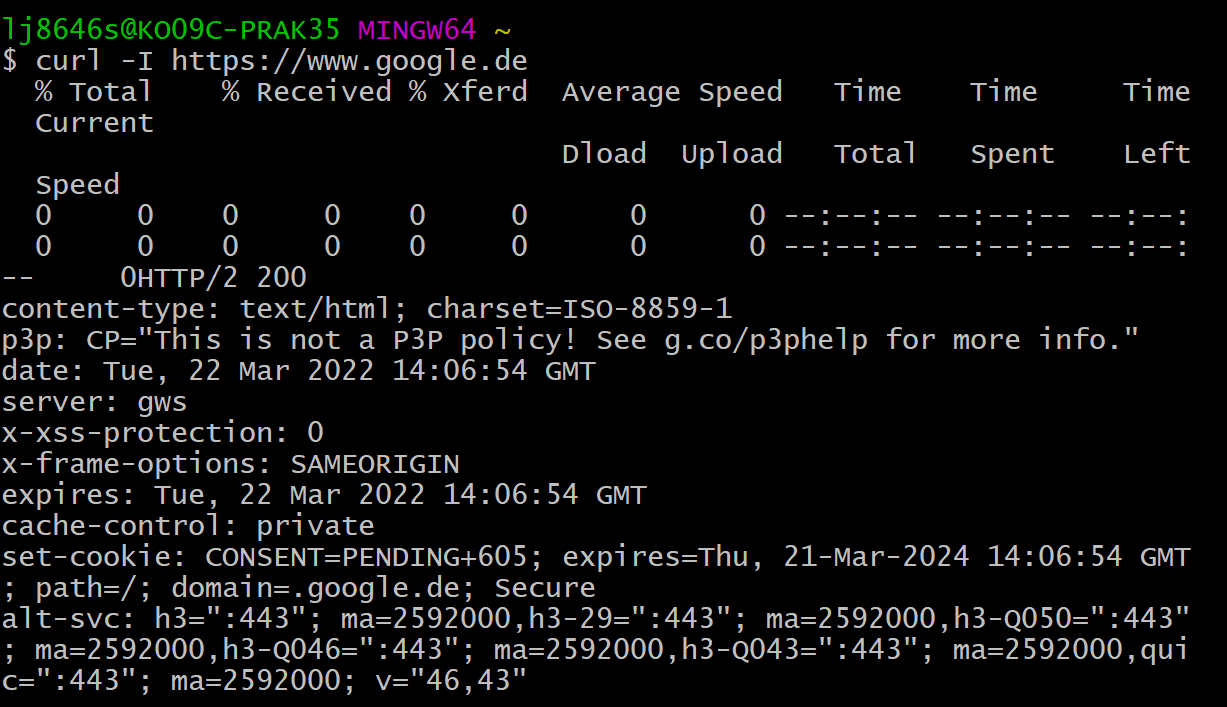 lj8646s@KO09C-PRAK35 MINGW64 ~
$ curl -I https://www.google.de
% Total % Received % Xferd Average Speed Time Time Time
Current
Dload Upload Total Spent Left
Speed
0 0 0 0 0 0 0 0 --:--:-- --:--:-- --:--:
0 0 0 0 0 0 0 0 --:--:-- --:--:-- --:--:
-- 0HTTP/2 200
content-type: text/html; charset=ISO-8859-1
p3p: CP="This is not a P3P policy! See g.co/p3phelp for more info."
date: Tue, 22 Mar 2022 14:06:54 GMT
server: gws
x-xss-protection: 0
x-frame-options: SAMEORIGIN
expires: Tue, 22 Mar 2022 14:06:54 GMT
cache-control: private
set-cookie: CONSENT=PENDING+605; expires=Thu, 21-Mar-2024 14:06:54 GMT
; path=/; domain=.google.de; Secure
alt-svc: h3=":443"; ma=2592000,h3-29=":443"; ma=2592000,h3-Q050=":443"
; ma=2592000,h3-Q046=":443"; ma=2592000,h3-Q043=":443"; ma=2592000,qui
c=":443"; ma=2592000; v="46,43"